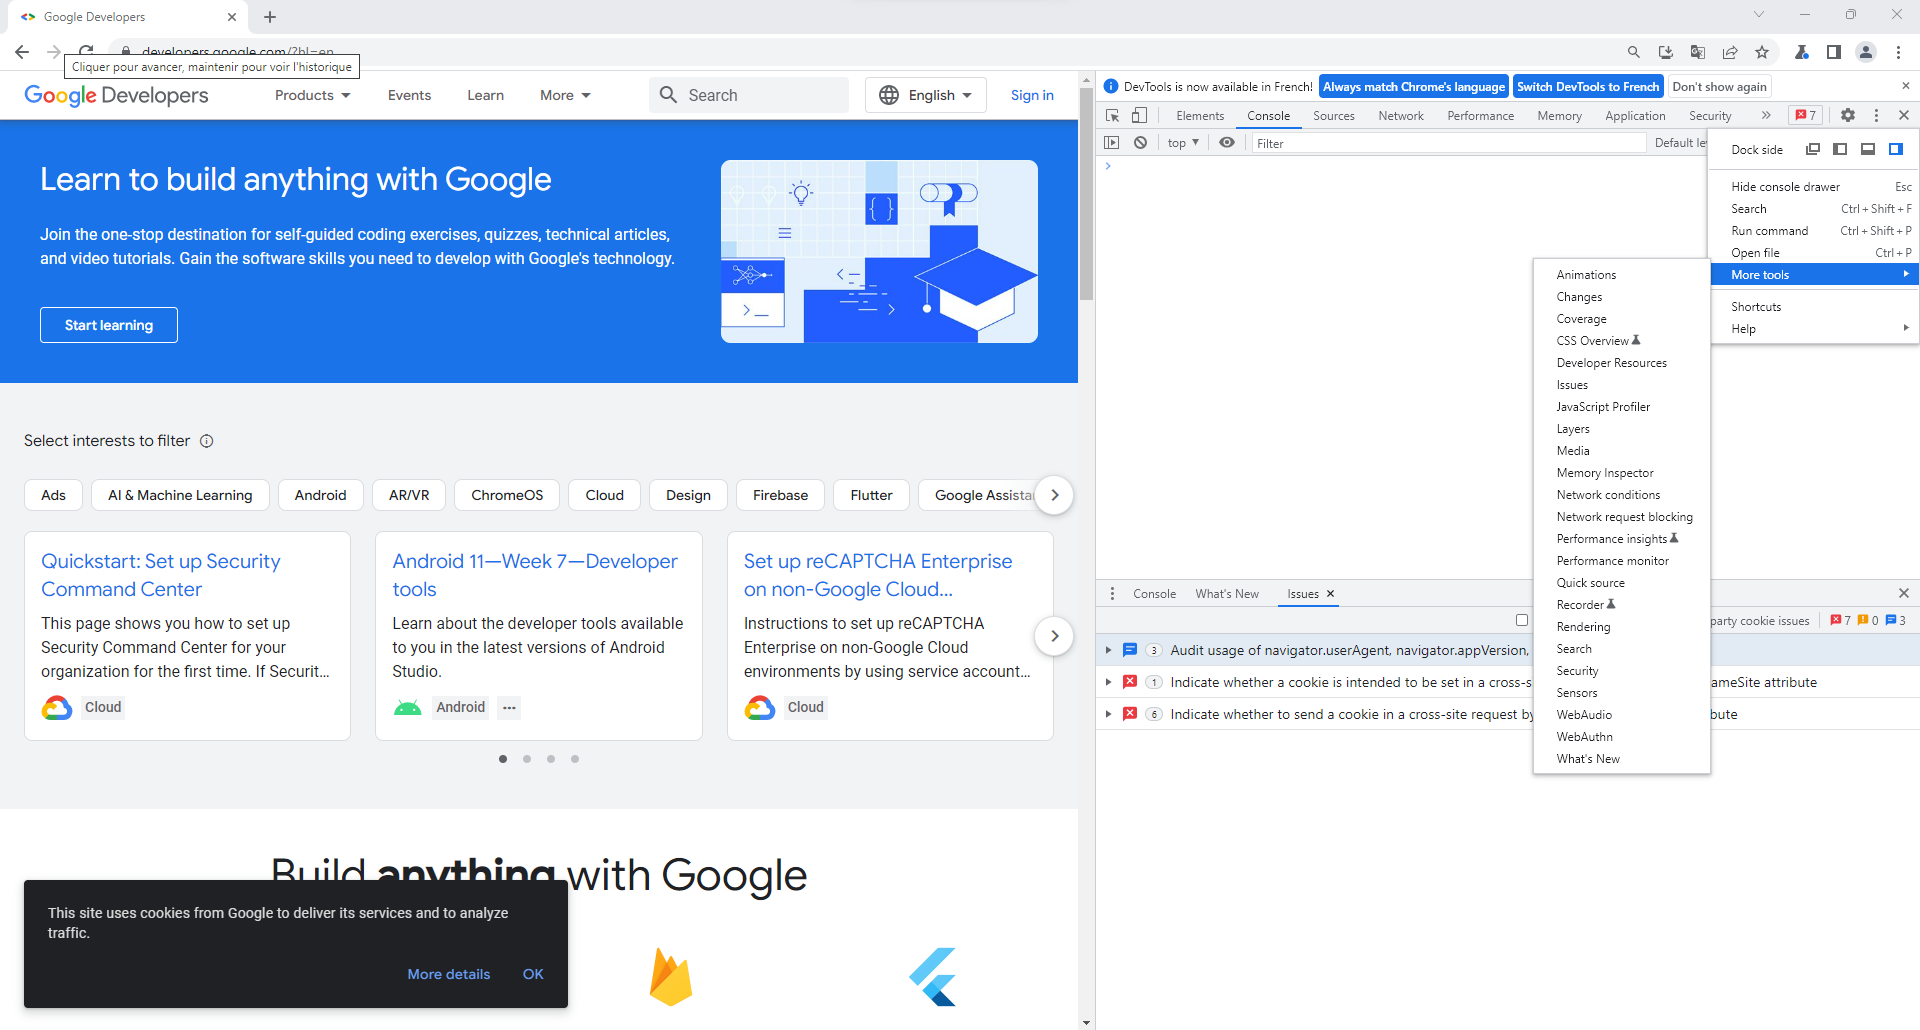 Google Developers
developers.google.com/?hl=en
Cliquer pour avancer, maintenir pour voir l'historique
Google Developers
Products
Events
Learn
More
Search
English
Sign in
Learn to build anything with Google
Join the one-stop destination for self-guided coding exercises, quizzes, technical articles,
and video tutorials. Gain the software skills you need to develop with Google's technology.
Start learning
Select interests to filter
Ads
AI & Machine Learning
Android
AR/VR
ChromeOS
Cloud
Design
Firebase
Flutter
Google Assista
Quickstart: Set up Security
Command Center
This page shows you how to set up
Security Command Center for your
organization for the first time. If Securit...
Cloud
Android 11—Week 7—Developer
tools
Learn about the developer tools available
to you in the latest versions of Android
Studio.
Android
Set up reCAPTCHA Enterprise
on non-Google Cloud...
Instructions to set up reCAPTCHA
Enterprise on non-Google Cloud
environments by using service account...
Cloud
Build anything with Google
This site uses cookies from Google to deliver its services and to analyze
traffic.
More details
OK
DevTools is now available in French!
Always match Chrome's language
Switch DevTools to French
Don't show again
Elements
Console
Sources
Network
Performance
Memory
Application
Security
7
top
Filter
Default le
Dock side
Hide console drawer Esc
Search Ctrl + Shift + F
Run command Ctrl + Shift + P
Open file Ctrl + P
More tools
Shortcuts
Help
Animations
Changes
Coverage
CSS Overview
Developer Resources
Issues
JavaScript Profiler
Layers
Media
Memory Inspector
Network conditions
Network request blocking
Performance insights
Performance monitor
Quick source
Recorder
Rendering
Search
Security
Sensors
WebAudio
WebAuthn
What's New
Console
What's New
Issues
party cookie issues
7 0 3
3 Audit usage of navigator.userAgent, navigator.appVersion,
1 Indicate whether a cookie is intended to be set in a cross-s ameSite attribute
6 Indicate whether to send a cookie in a cross-site request by bute